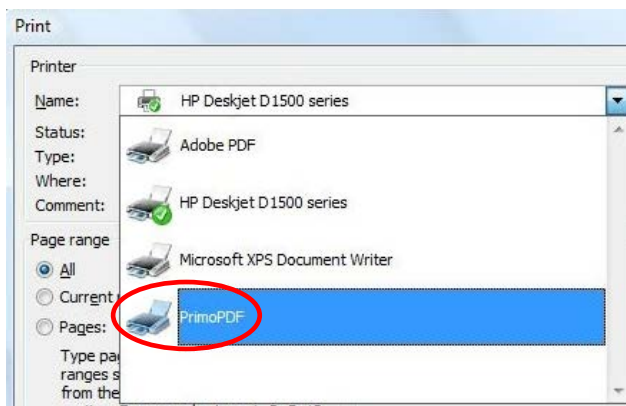 Print
Printer
Name: HP Deskjet D1500 series
Status:
Adobe PDF
Type:
Where:
Comment: HP Deskjet D1500 series
Page range
Microsoft XPS Document Writer
All
Current
PrimoPDF
Pages:
Type
ranges
from the